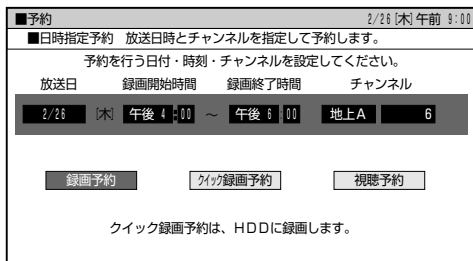 ■予約 2/26[木]午前 9:00
■日時指定予約 放送日時とチャンネルを指定して予約します。
予約を行う日付・時刻・チャンネルを設定してください。
放送日 録画開始時間 録画終了時間 チャンネル
2/26 [木] 午後 4:00 ～ 午後 6:00 地上A 6
録画予約 クイック録画予約 視聴予約
クイック録画予約は、HDDに録画します。